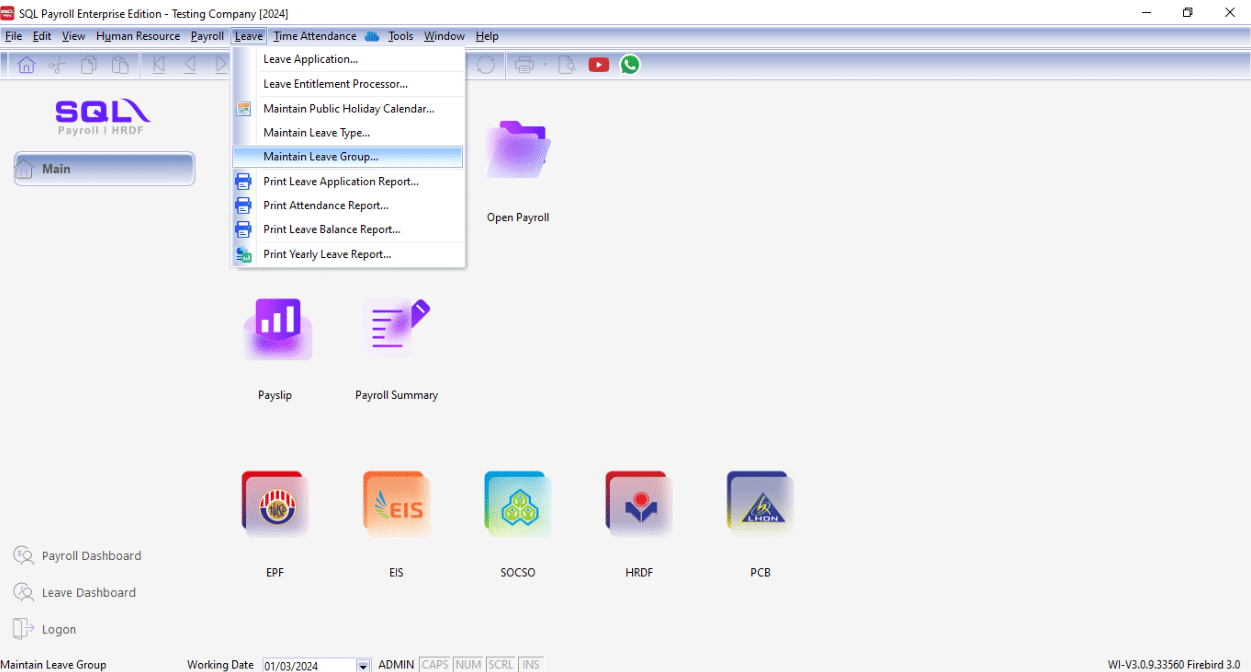 SQL Payroll Enterprise Edition - Testing Company [2024]
File Edit View Human Resource Payroll Leave Time Attendance Tools Window Help
Leave Application...
Leave Entitlement Processor...
Maintain Public Holiday Calendar...
Maintain Leave Type...
Maintain Leave Group...
Print Leave Application Report...
Print Attendance Report...
Print Leave Balance Report...
Print Yearly Leave Report...
SQL
Payroll | HRDF
Main
Open Payroll
Payslip
Payroll Summary
EIS
LHDN
EPF
EIS
SOCSO
HRDF
PCB
Payroll Dashboard
Leave Dashboard
Logon
Maintain Leave Group
Working Date 01/03/2024 ADMIN CAPS NUM SCRL INS
WI-V3.0.9.33560 Firebird 3.0